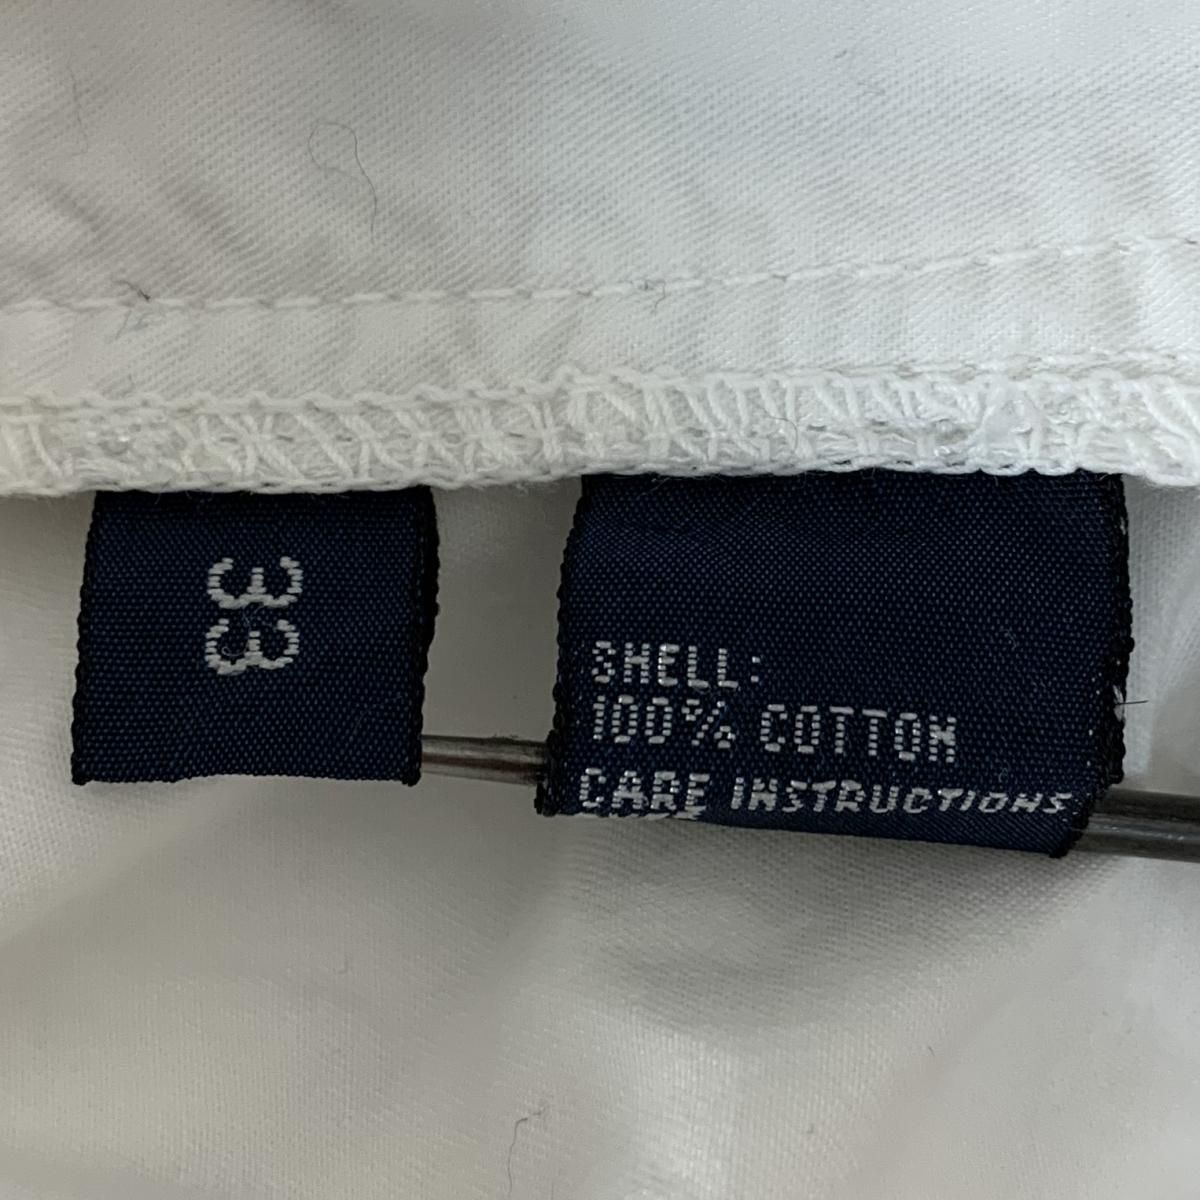 33
SHELL:
100% COTTON
CARE INSTRUCTIONS